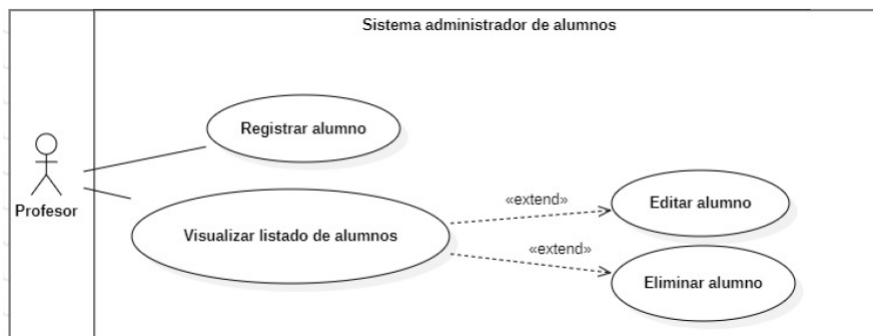 Sistema administrador de alumnos
Registrar alumno
Profesor
Visualizar listado de alumnos
«extend»
Editar alumno
«extend»
Eliminar alumno